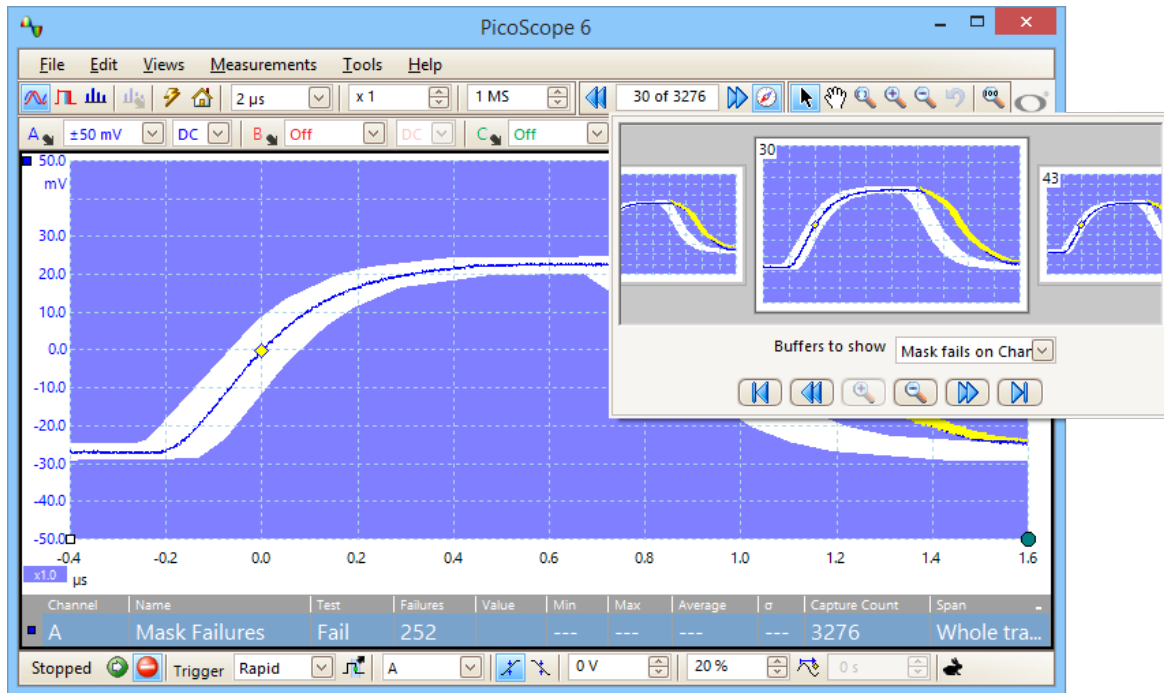 PicoScope 6
File Edit Views Measurements Tools Help
2 µs x 1 1 MS 30 of 3276
A ±50 mV DC B Off DC C Off
50.0
mV
30.0
20.0
10.0
0.0
-10.0
-20.0
-30.0
-40.0
-50.0
-0.4 -0.2 0.0 0.2 0.4 0.6 0.8 1.0 1.2 1.4 1.6
x1.0 µs
30
43
Buffers to show Mask fails on Char
Channel Name Test Failures Value Min Max Average σ Capture Count Span
A Mask Failures Fail 252 --- --- --- --- 3276 Whole tra...
Stopped Trigger Rapid A 0 V 20 % 0 s